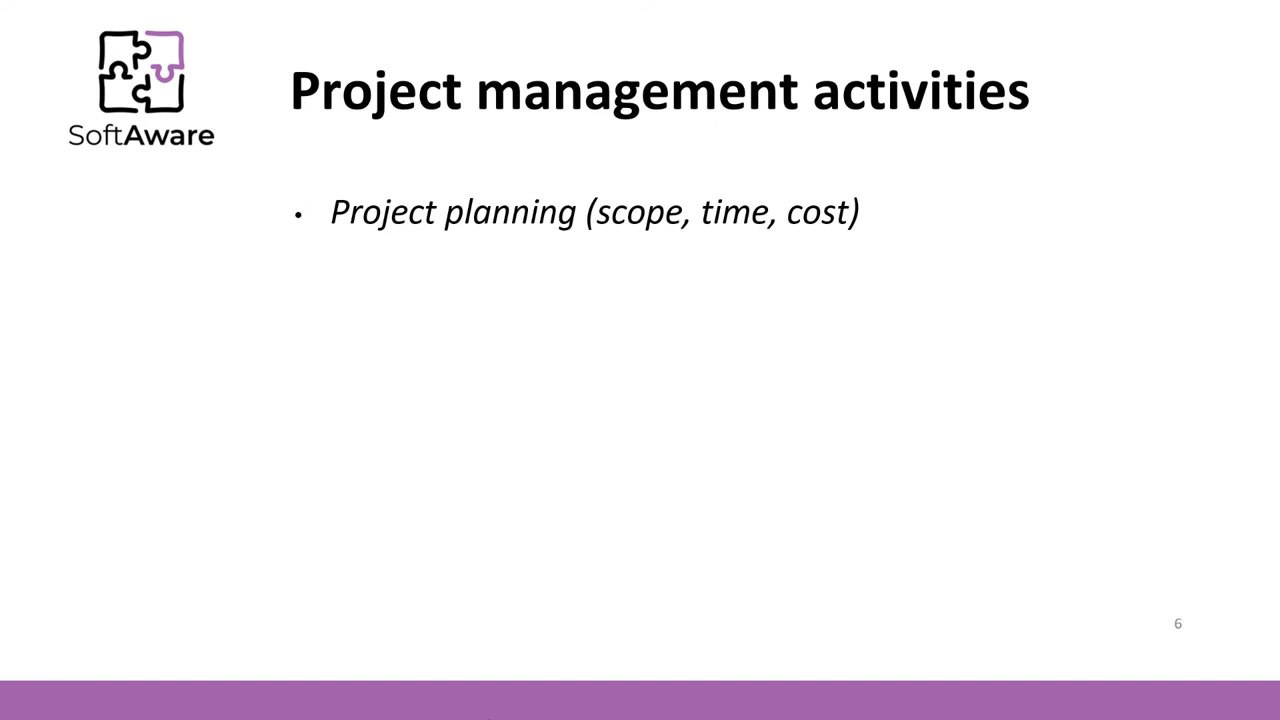 SoftAware
Project management activities
• Project planning (scope, time, cost)
6